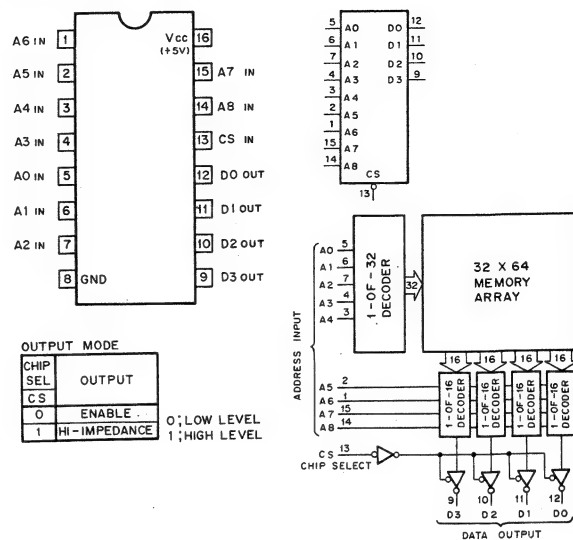 A6 IN 1
A5 IN 2
A4 IN 3
A3 IN 4
A0 IN 5
A1 IN 6
A2 IN 7
8 GND
Vcc 16
(+5V)
15 A7 IN
14 A8 IN
13 CS IN
12 D0 OUT
11 D1 OUT
10 D2 OUT
9 D3 OUT
5 A0 D0 12
6 A1 D1 11
7 A2 D2 10
4 A3 D3 9
3 A4
2 A5
1 A6
15 A7
14 A8
CS
13
OUTPUT MODE
CHIP SEL OUTPUT
CS
0 ENABLE
1 HI-IMPEDANCE
0;LOW LEVEL
1;HIGH LEVEL
ADDRESS INPUT
A0 5
A1 6
A2 7
A3 4
A4 3
1-OF-32 DECODER
32
32 X 64
MEMORY
ARRAY
16 16 16 16
A5 2
A6 1
A7 15
A8 14
1-OF-16 DECODER
1-OF-16 DECODER
1-OF-16 DECODER
1-OF-16 DECODER
CS 13
CHIP SELECT
9 10 11 12
D3 D2 D1 D0
DATA OUTPUT